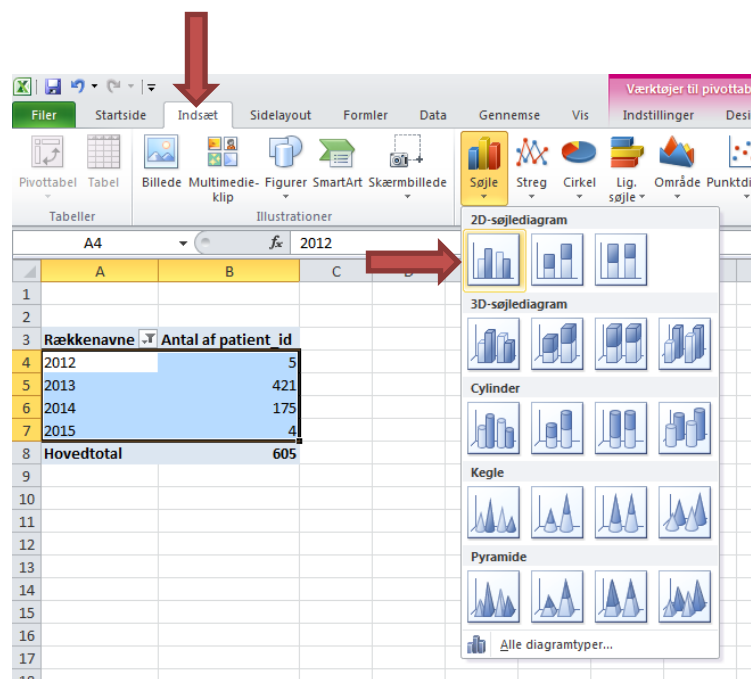 Værktøjer til pivottab
Filer Startside Indsæt Sidelayout Formler Data Gennemse Vis Indstillinger Desi
Pivottabel Tabel Billede Multimedie- Figurer SmartArt Skærmbillede Søjle Streg Cirkel Lig. Område Punktdi
klip søjle
Tabeller Illustrationer
2D-søjlediagram
A4 fx 2012
A B C D
1
2
3 Rækkenavne Antal af patient_id
3D-søjlediagram
4 2012 5
5 2013 421
6 2014 175
Cylinder
7 2015 4
8 Hovedtotal 605
Kegle
9
10
11
12
Pyramide
13
14
15
16
Alle diagramtyper...
17